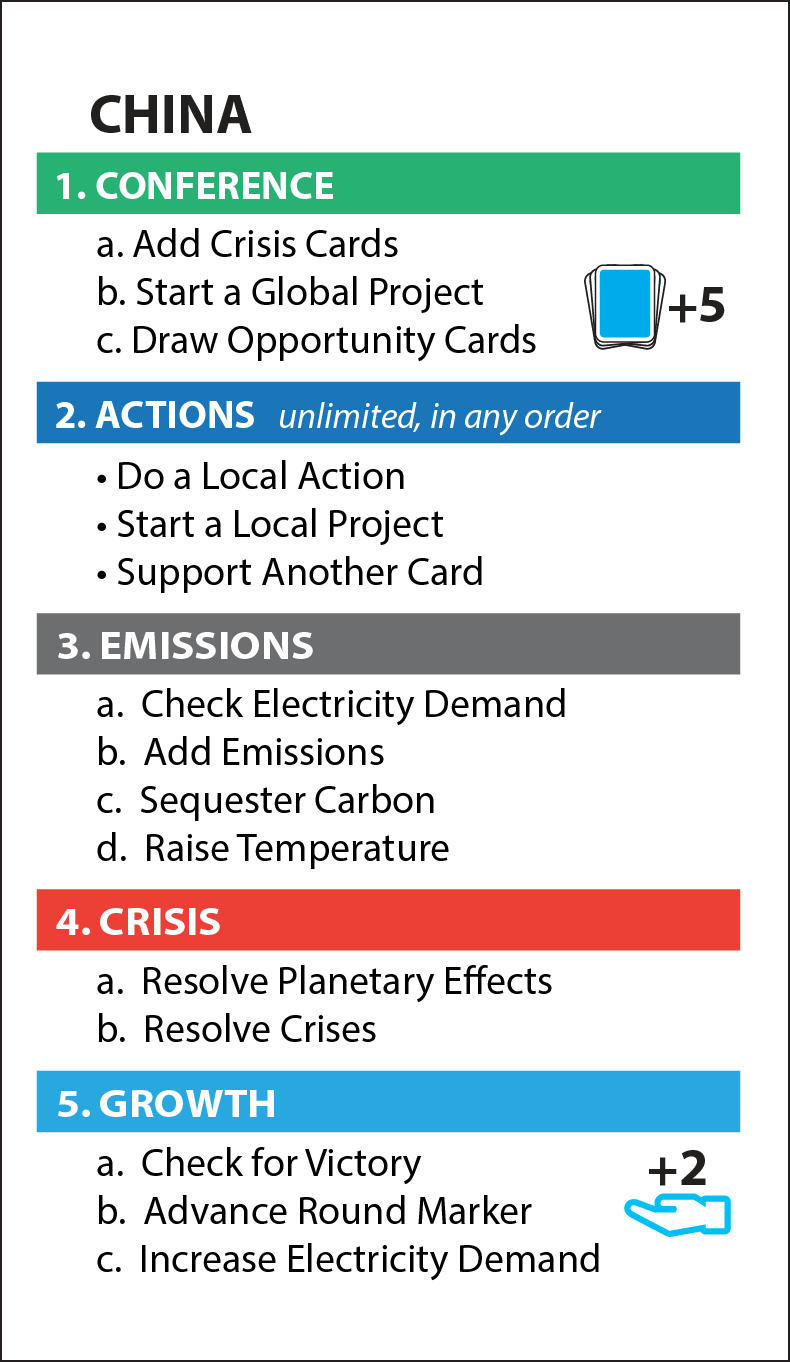 CHINA
1. CONFERENCE
a. Add Crisis Cards
b. Start a Global Project
c. Draw Opportunity Cards
+5
2. ACTIONS unlimited, in any order
• Do a Local Action
• Start a Local Project
• Support Another Card
3. EMISSIONS
a. Check Electricity Demand
b. Add Emissions
c. Sequester Carbon
d. Raise Temperature
4. CRISIS
a. Resolve Planetary Effects
b. Resolve Crises
5. GROWTH
a. Check for Victory
b. Advance Round Marker
c. Increase Electricity Demand
+2